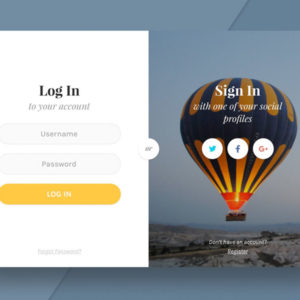 Log In
to your account
Username
Password
LOG IN
Forgot Password?
or
Sign In
with one of your social
profiles
G+
Don't have an account?
Register